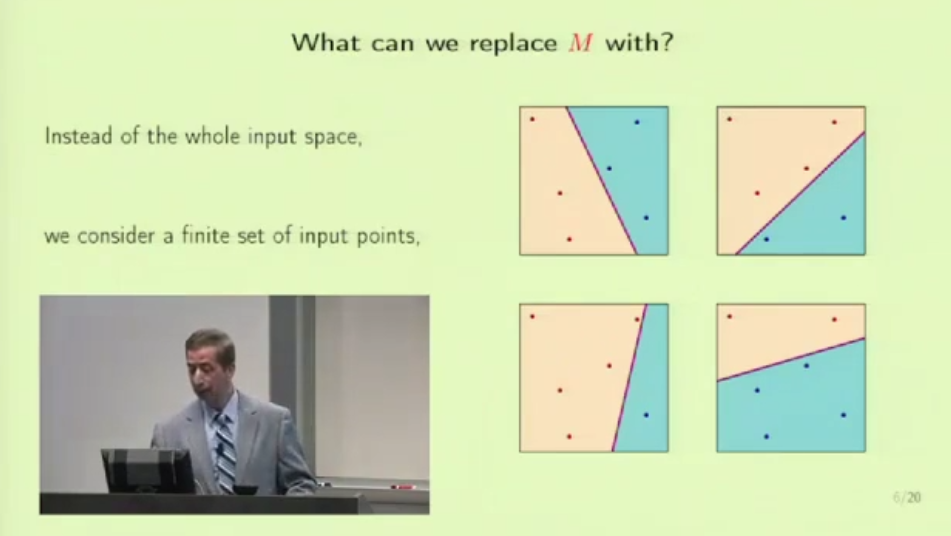 What can we replace M with?
Instead of the whole input space,
we consider a finite set of input points,
6/20